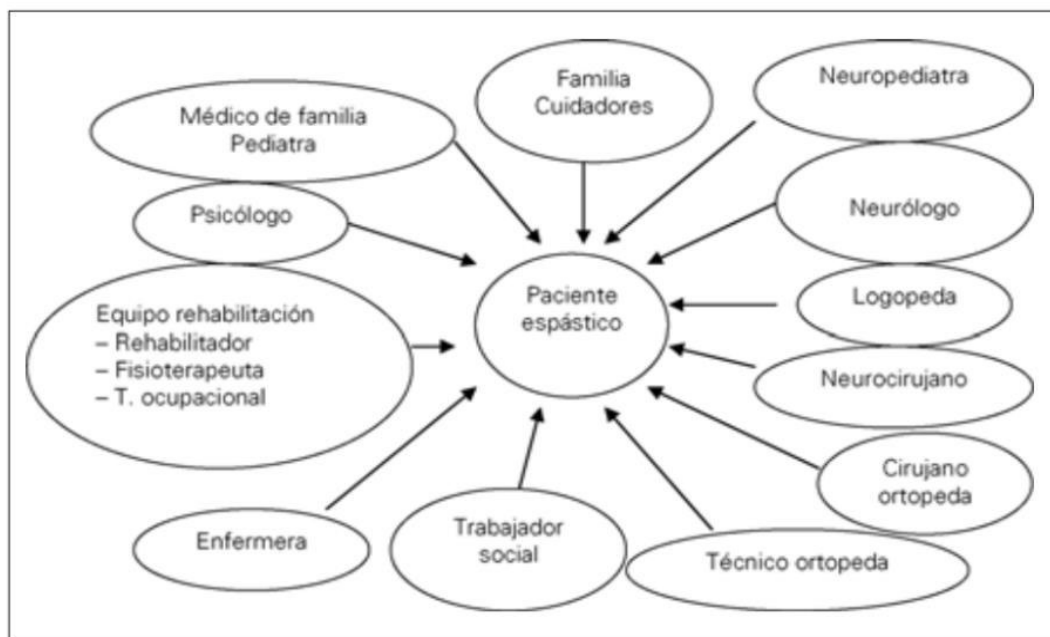 Médico de familia
Pediatra
Familia
Cuidadores
Neuropediatra
Psicólogo
Neurólogo
Equipo rehabilitación
– Rehabilitador
– Fisioterapeuta
– T. ocupacional
Paciente
espástico
Logopeda
Neurocirujano
Cirujano
ortopeda
Enfermera
Trabajador
social
Técnico ortopeda